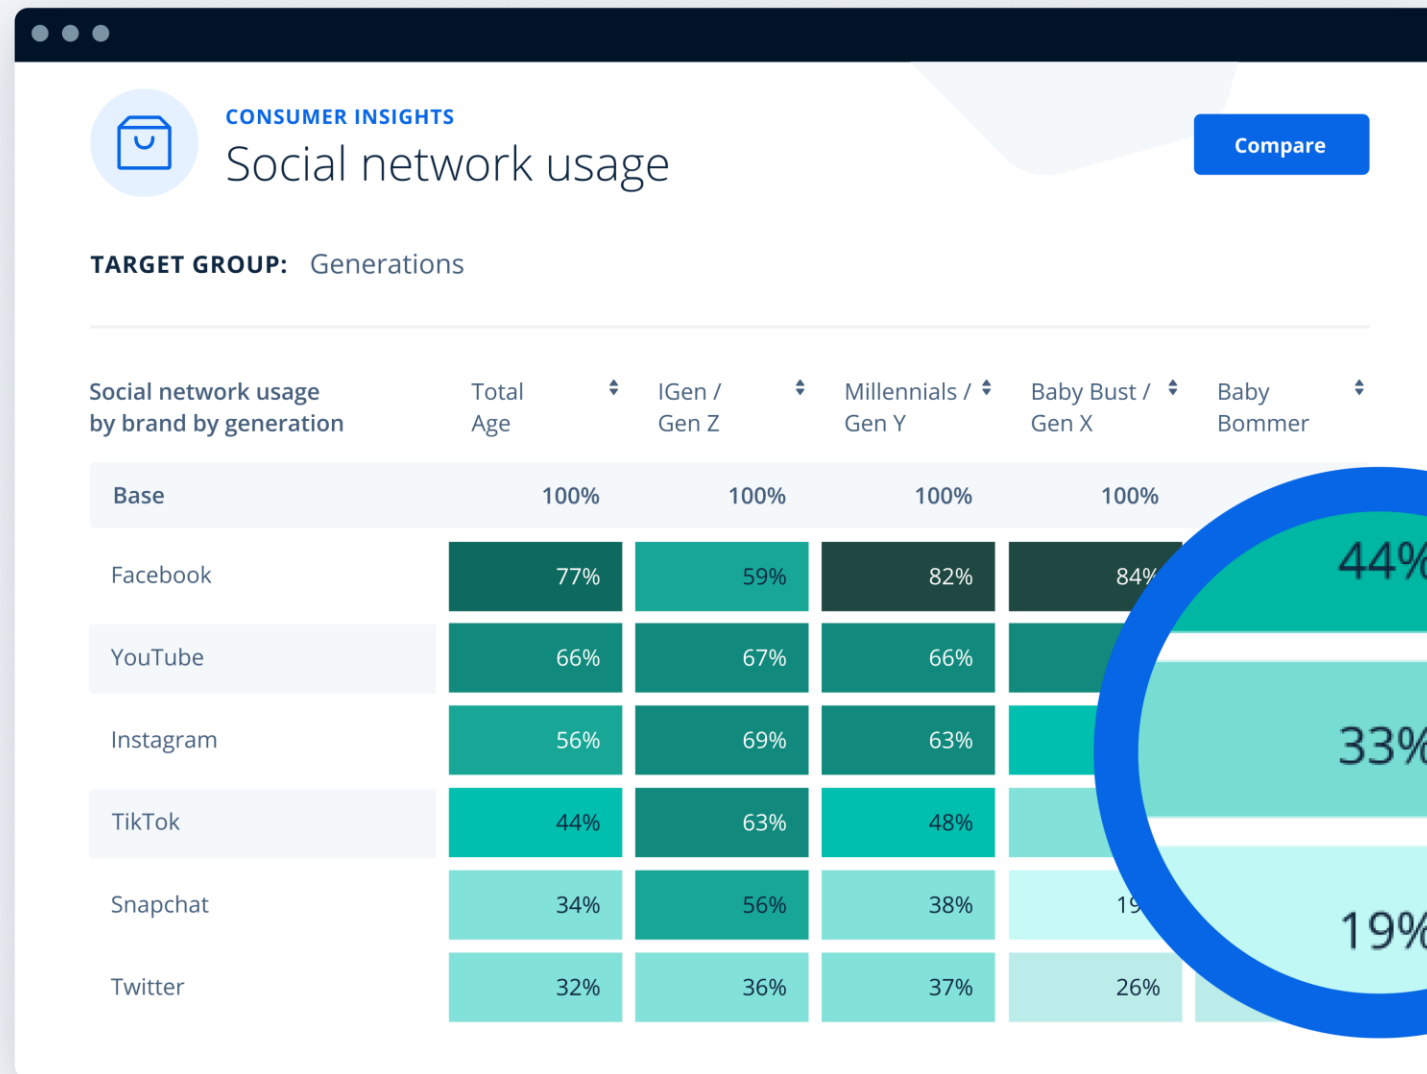 CONSUMER INSIGHTS
Social network usage
Compare
TARGET GROUP: Generations
Social network usage
by brand by generation
Total
Age
IGen /
Gen Z
Millennials /
Gen Y
Baby Bust /
Gen X
Baby
Bommer
Base 100% 100% 100% 100%
Facebook 77% 59% 82% 84% 44%
YouTube 66% 67% 66%
Instagram 56% 69% 63% 33%
TikTok 44% 63% 48%
Snapchat 34% 56% 38% 19 19%
Twitter 32% 36% 37% 26%